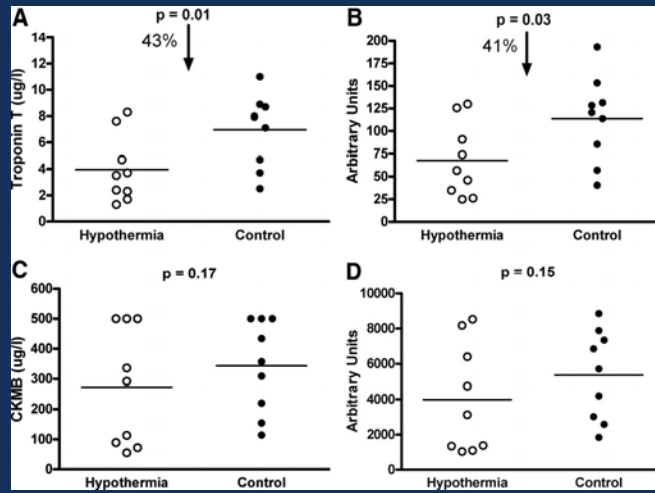 A
p = 0.01
43%
Troponin T (ug/l)
14
12
10
8
6
4
2
0
Hypothermia Control
B
p = 0.03
41%
Arbitrary Units
200
175
150
125
100
75
50
25
0
Hypothermia Control
C
p = 0.17
CKMB (ug/l)
600
500
400
300
200
100
0
Hypothermia Control
D
p = 0.15
Arbitrary Units
10000
8000
6000
4000
2000
0
Hypothermia Control